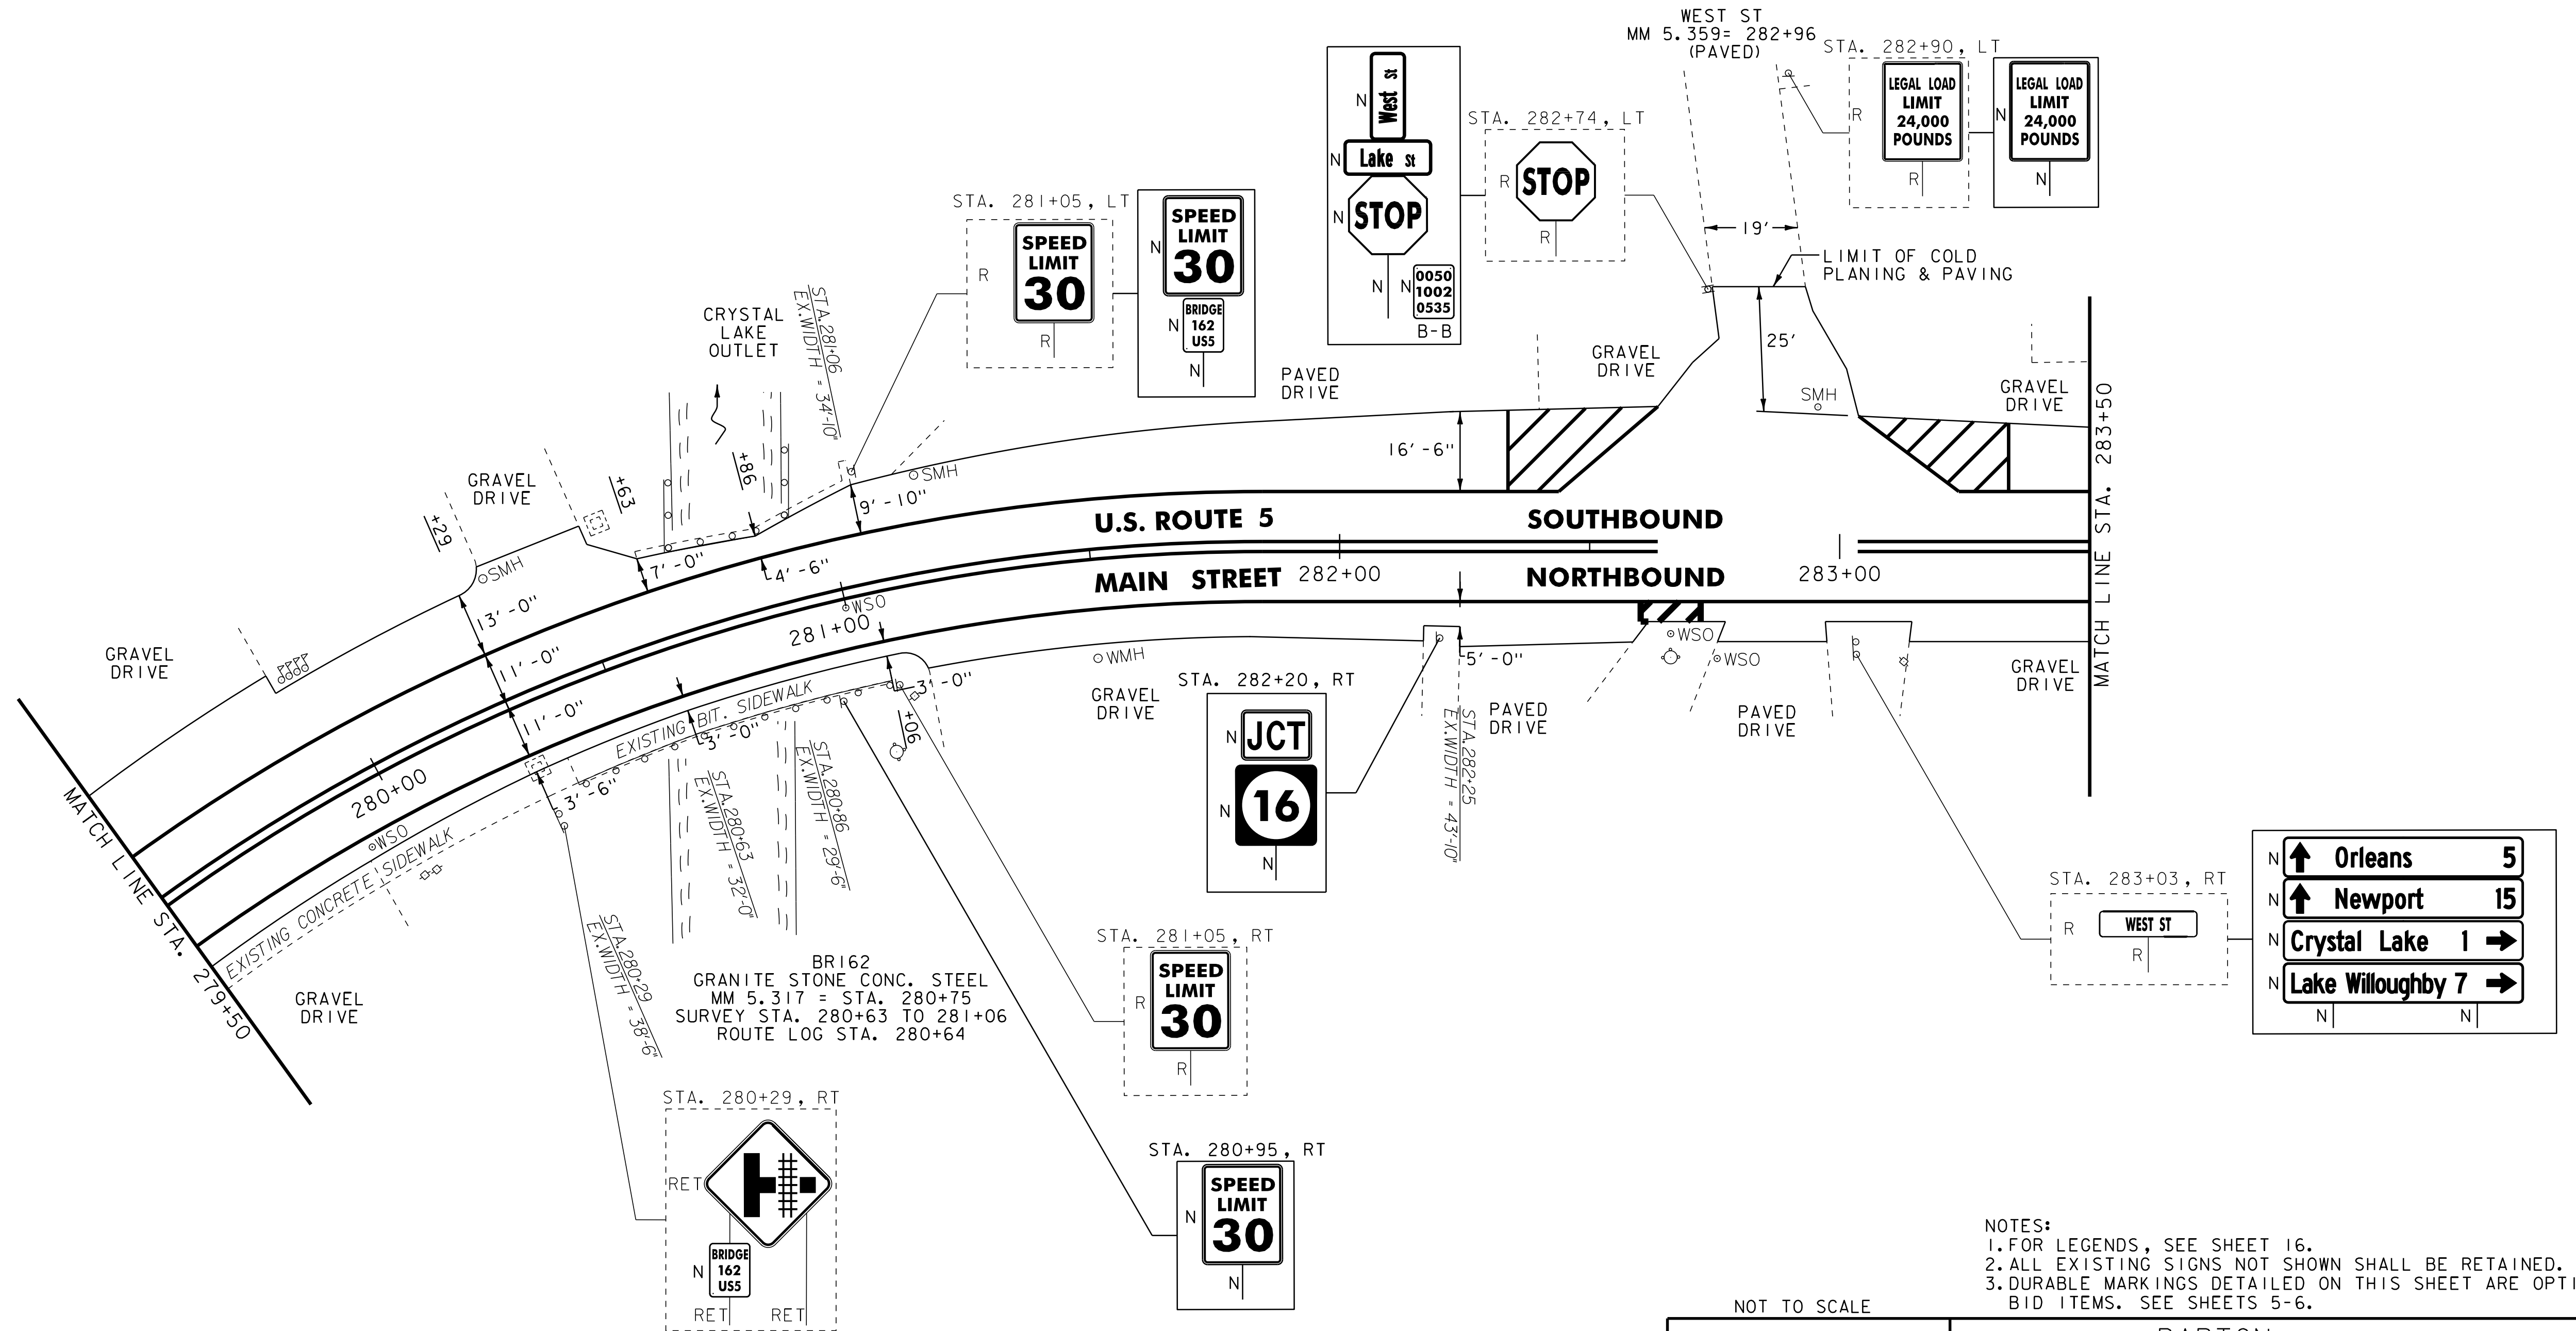 WEST ST
MM 5.359= 282+96
(PAVED)
STA. 282+90, LT
R
LEGAL LOAD
LIMIT
24,000
POUNDS
R
N
LEGAL LOAD
LIMIT
24,000
POUNDS
N
N
West St
N
Lake St
N
STOP
N
N
0050
1002
0535
B-B
STA. 282+74, LT
R
STOP
R
19'
LIMIT OF COLD
PLANING & PAVING
25'
SMH
GRAVEL
DRIVE
GRAVEL
DRIVE
MATCH LINE STA. 283+50
STA. 281+05, LT
R
SPEED
LIMIT
30
R
N
SPEED
LIMIT
30
N
BRIDGE
162
US5
N
PAVED
DRIVE
CRYSTAL
LAKE
OUTLET
STA.281+06
EX.WIDTH = 34'-10"
+86
+63
+29
GRAVEL
DRIVE
SMH
SMH
9'-10"
16'-6"
7'-0"
4'-6"
13'-0"
11'-0"
11'-0"
U.S. ROUTE 5
SOUTHBOUND
MAIN STREET
282+00
NORTHBOUND
283+00
WSO
281+00
GRAVEL
DRIVE
280+00
WSO
EXISTING CONCRETE SIDEWALK
EXISTING BIT. SIDEWALK
3'-6"
3'-0"
3'-0"
+06
WMH
GRAVEL
DRIVE
5'-0"
WSO
WSO
PAVED
DRIVE
PAVED
DRIVE
GRAVEL
DRIVE
STA. 282+20, RT
N
JCT
N
16
N
STA.282+25
EX.WIDTH = 43'-10"
STA.280+86
EX.WIDTH = 29'-6"
STA.280+63
EX.WIDTH = 32'-0"
STA.280+29
EX.WIDTH = 38'-6"
MATCH LINE STA. 279+50
GRAVEL
DRIVE
BR162
GRANITE STONE CONC. STEEL
MM 5.317 = STA. 280+75
SURVEY STA. 280+63 TO 281+06
ROUTE LOG STA. 280+64
STA. 281+05, RT
R
SPEED
LIMIT
30
R
STA. 283+03, RT
R
WEST ST
R
N
Orleans 5
N
Newport 15
N
Crystal Lake 1
N
Lake Willoughby 7
N
N
STA. 280+29, RT
RET
N
BRIDGE
162
US5
RET
RET
STA. 280+95, RT
N
SPEED
LIMIT
30
N
NOTES:
1. FOR LEGENDS, SEE SHEET 16.
2. ALL EXISTING SIGNS NOT SHOWN SHALL BE RETAINED.
3. DURABLE MARKINGS DETAILED ON THIS SHEET ARE OPTI
BID ITEMS. SEE SHEETS 5-6.
NOT TO SCALE